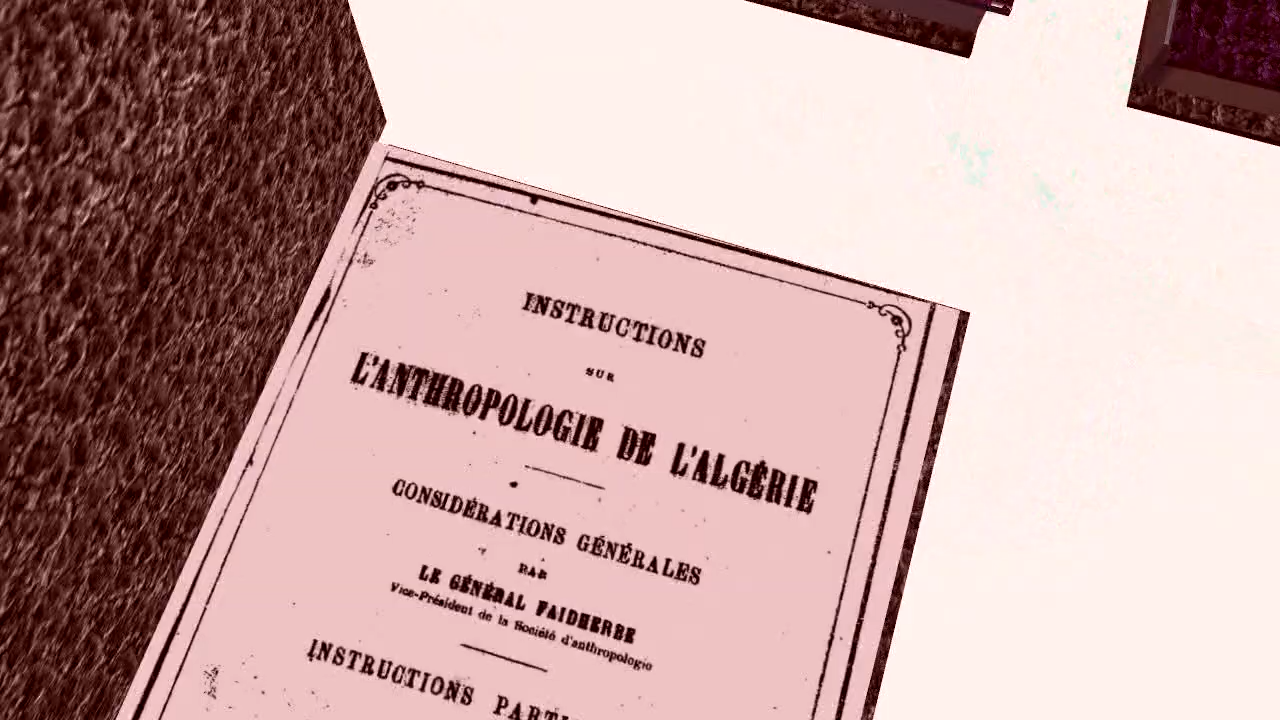 INSTRUCTIONS
SUR
L'ANTHROPOLOGIE DE L'ALGÉRIE
CONSIDÉRATIONS GÉNÉRALES
PAR
LE GÉNÉRAL FAIDHERBE
Vice-Président de la Société d'anthropologie
INSTRUCTIONS